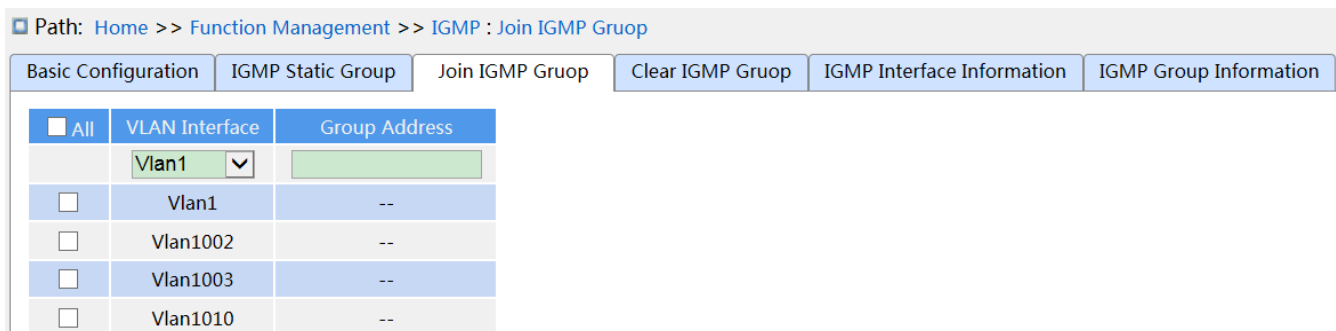 Path: Home >> Function Management >> IGMP : Join IGMP Gruop
Basic Configuration IGMP Static Group Join IGMP Gruop Clear IGMP Gruop IGMP Interface Information IGMP Group Information
All VLAN Interface Group Address
Vlan1
Vlan1 --
Vlan1002 --
Vlan1003 --
Vlan1010 --